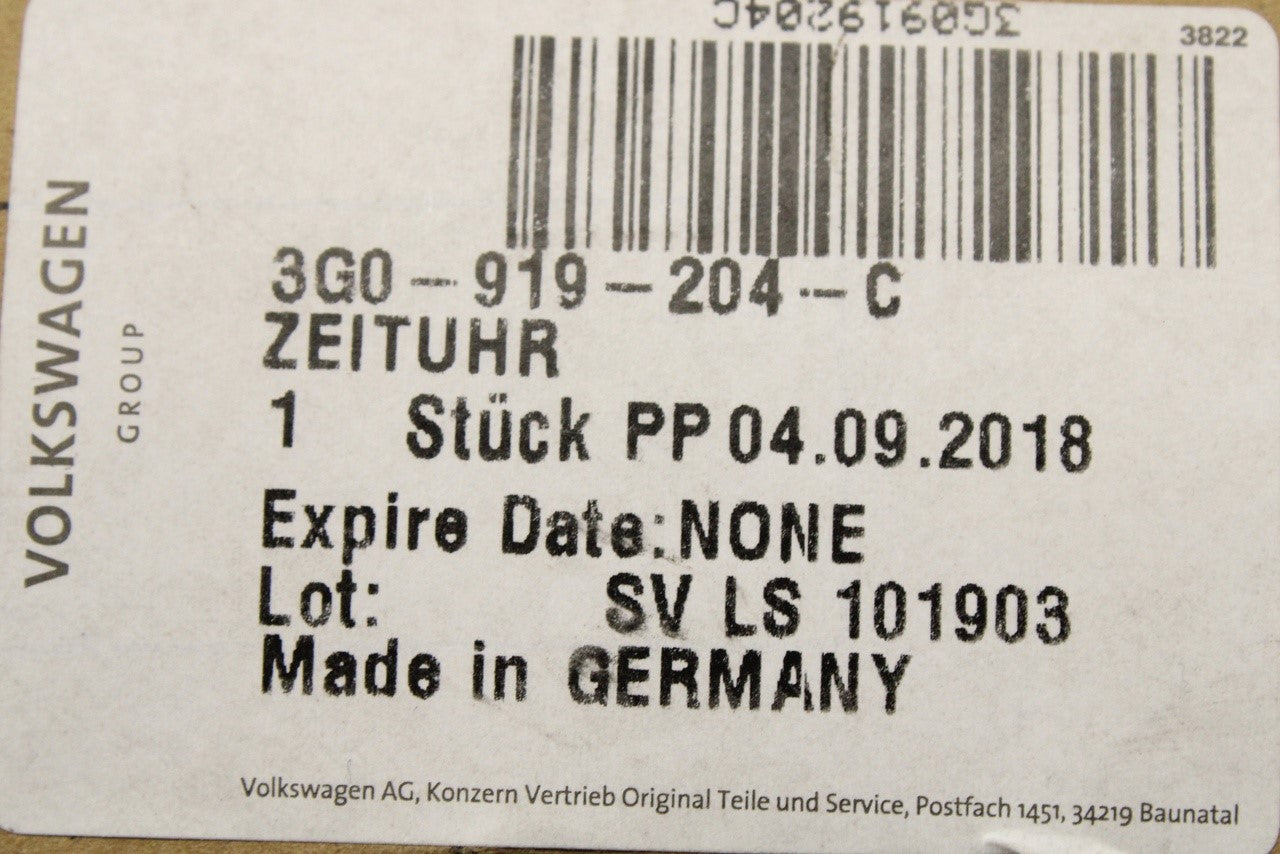 3G0919204C
3822
VOLKSWAGEN
GROUP
3G0-919-204-C
ZEITUHR
1 Stück PP 04.09.2018
Expire Date:NONE
Lot: SV LS 101903
Made in GERMANY
Volkswagen AG, Konzern Vertrieb Original Teile und Service, Postfach 1451, 34219 Baunatal